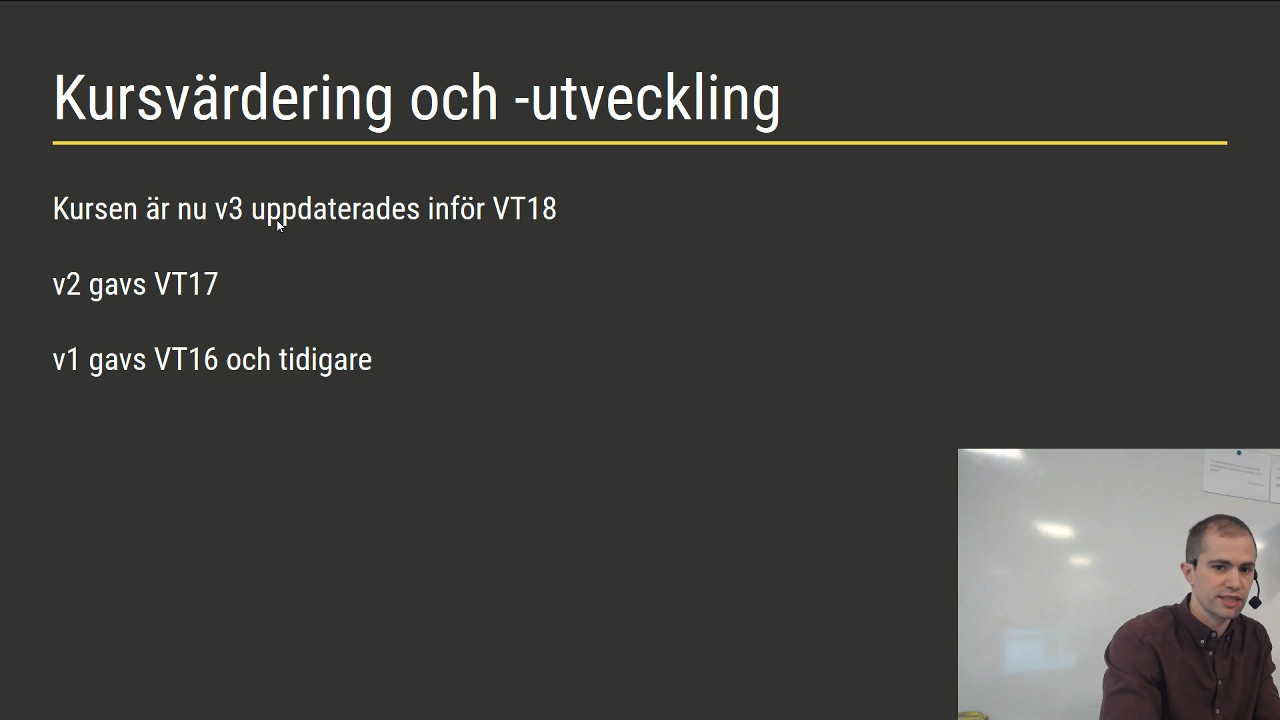 Kursvärdering och -utveckling
Kursen är nu v3 uppdaterades inför VT18
v2 gavs VT17
v1 gavs VT16 och tidigare